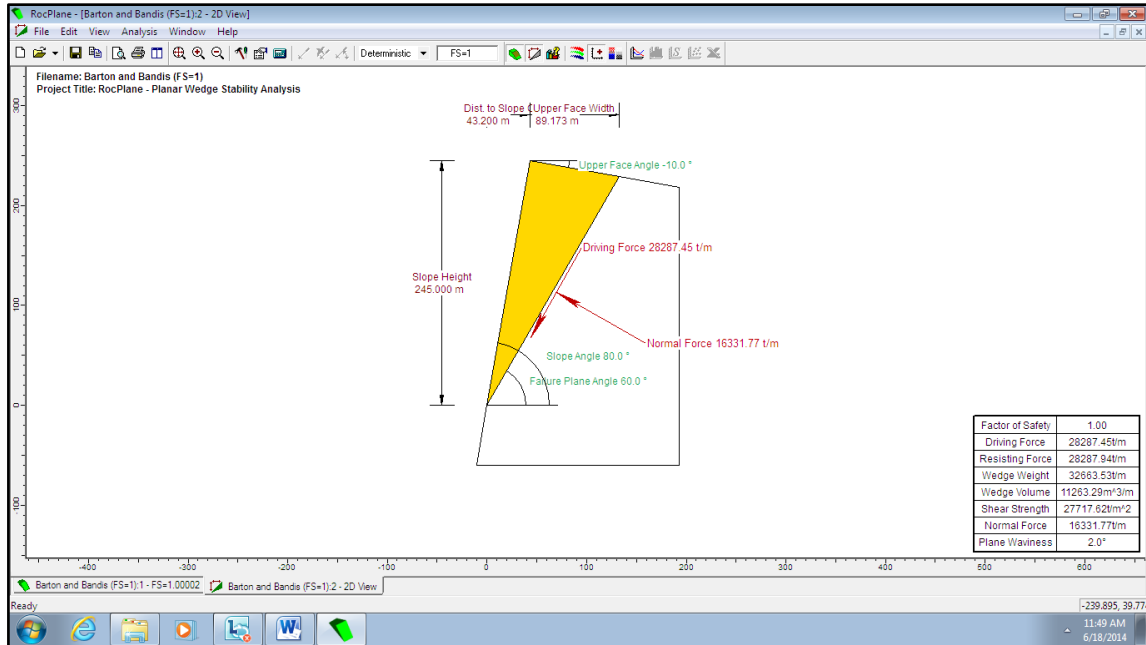 RocPlane - [Barton and Bandis (FS=1):2 - 2D View]
File Edit View Analysis Window Help
Deterministic FS=1
Filename: Barton and Bandis (FS=1)
Project Title: RocPlane - Planar Wedge Stability Analysis
Dist. to Slope C Upper Face Width
43.200 m 89.173 m
Upper Face Angle -10.0 °
Driving Force 28287.45 t/m
Slope Height
245.000 m
Normal Force 16331.77 t/m
Slope Angle 80.0 °
Failure Plane Angle 60.0 °
300
200
100
0
-100
Factor of Safety 1.00
Driving Force 28287.45t/m
Resisting Force 28287.94t/m
Wedge Weight 32663.53t/m
Wedge Volume 11263.29m^3/m
Shear Strength 27717.62t/m^2
Normal Force 16331.77t/m
Plane Waviness 2.0°
-400 -300 -200 -100 0 100 200 300 400 500 600
Barton and Bandis (FS=1):1 - FS=1.00002 Barton and Bandis (FS=1):2 - 2D View
Ready -239.895, 39.774
11:49 AM
6/18/2014